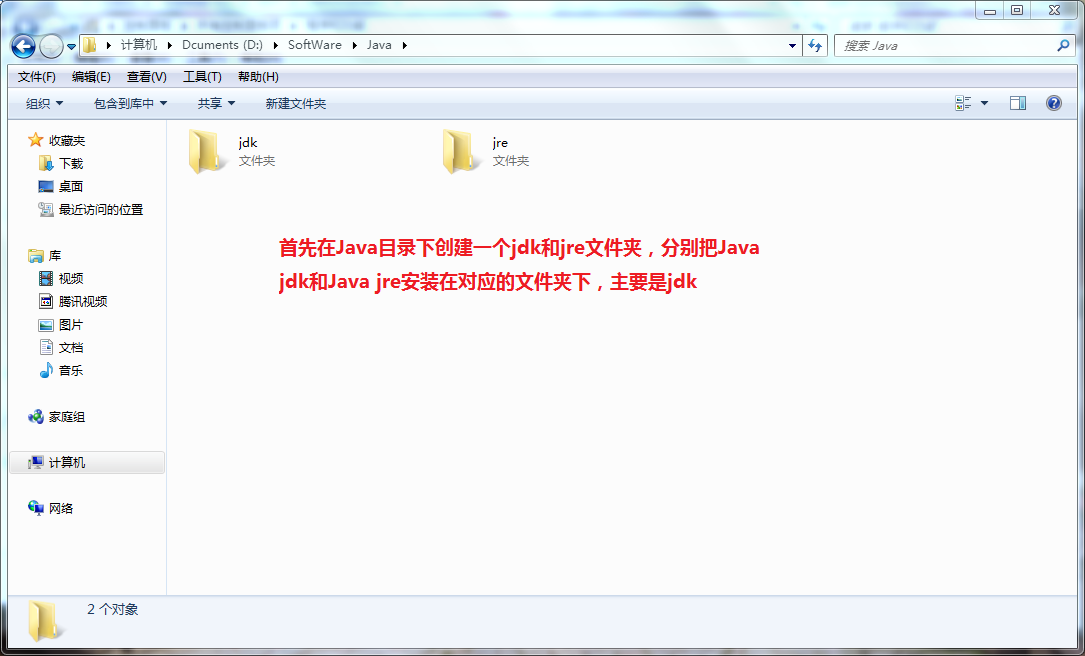 计算机 Dcuments (D:) SoftWare Java
搜索 Java
文件(F) 编辑(E) 查看(V) 工具(T) 帮助(H)
组织 包含到库中 共享 新建文件夹
收藏夹
下载
桌面
最近访问的位置
库
视频
腾讯视频
图片
文档
音乐
家庭组
计算机
网络
jdk
文件夹
jre
文件夹
首先在Java目录下创建一个jdk和jre文件夹，分别把Java
jdk和Java jre安装在对应的文件夹下，主要是jdk
2 个对象